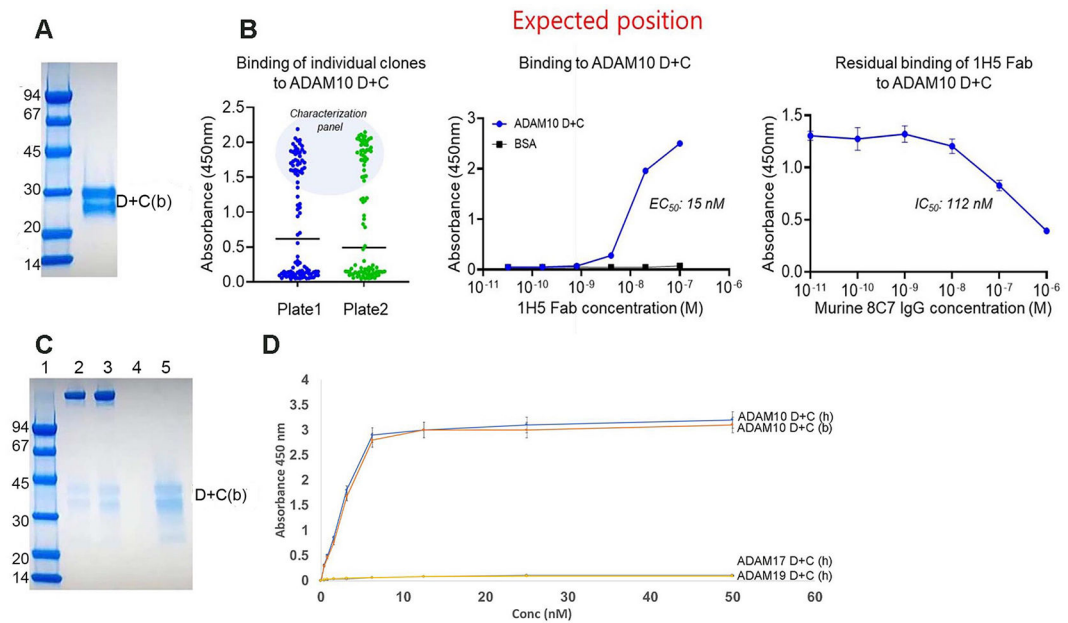 Expected position
A
94
67
45
30
20
14
D+C(b)
B
Binding of individual clones
to ADAM10 D+C
Characterization
panel
Absorbance (450nm)
2.5
2.0
1.5
1.0
0.5
0.0
Plate1 Plate2
Binding to ADAM10 D+C
ADAM10 D+C
BSA
Absorbance (450nm)
3
2
1
0
EC50: 15 nM
10-11 10-10 10-9 10-8 10-7 10-6
1H5 Fab concentration (M)
Residual binding of 1H5 Fab
to ADAM10 D+C
Absorbance (450nm)
1.5
1.0
0.5
0.0
IC50: 112 nM
10-11 10-10 10-9 10-8 10-7 10-6
Murine 8C7 IgG concentration (M)
C
1 2 3 4 5
94
67
45
30
20
14
D+C(b)
D
Absorbance 450 nm
4
3.5
3
2.5
2
1.5
1
0.5
0
ADAM10 D+C (h)
ADAM10 D+C (b)
ADAM17 D+C (h)
ADAM19 D+C (h)
0 10 20 30 40 50 60
Conc (nM)